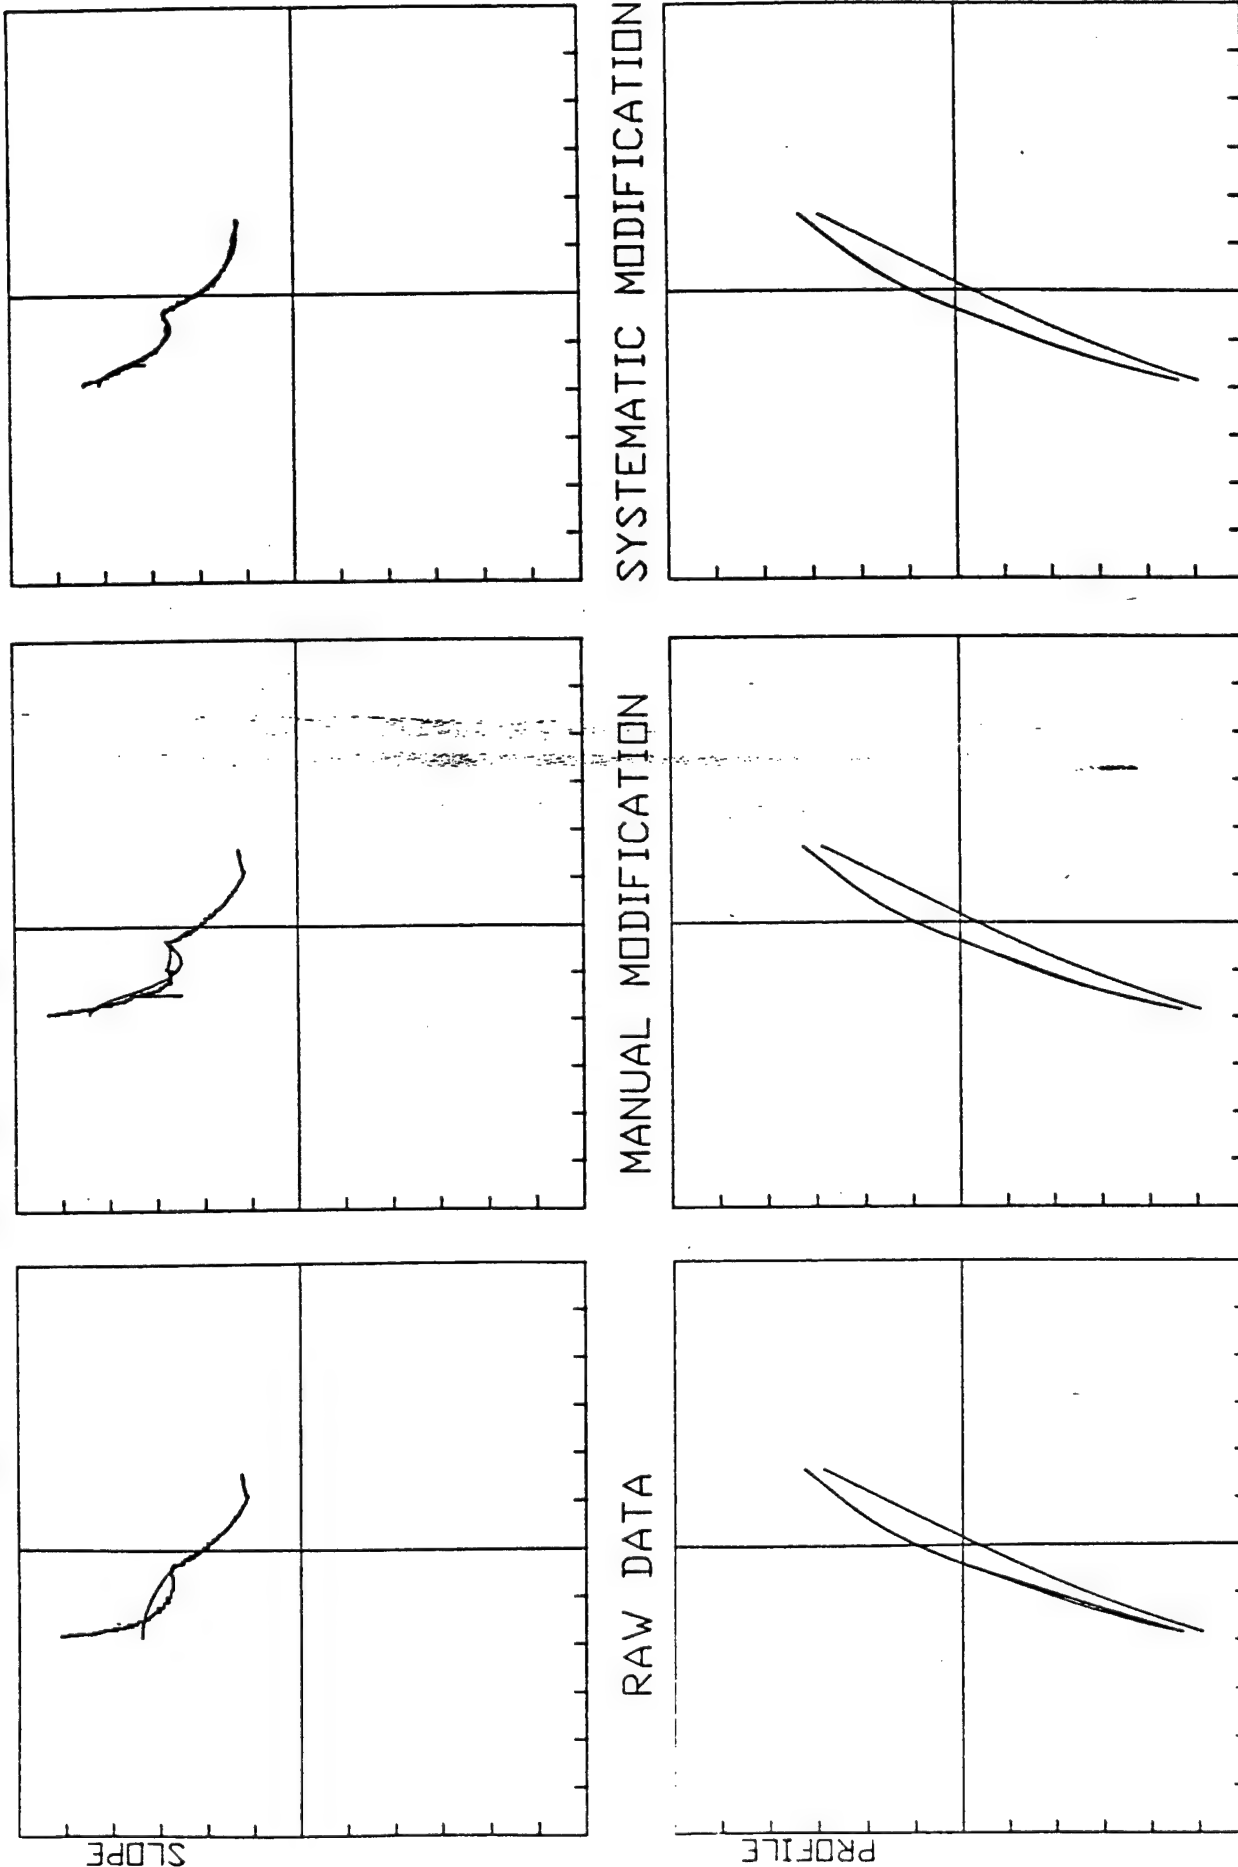 SLOPE
PROFILE
RAW DATA
MANUAL MODIFICATION
SYSTEMATIC MODIFICATION